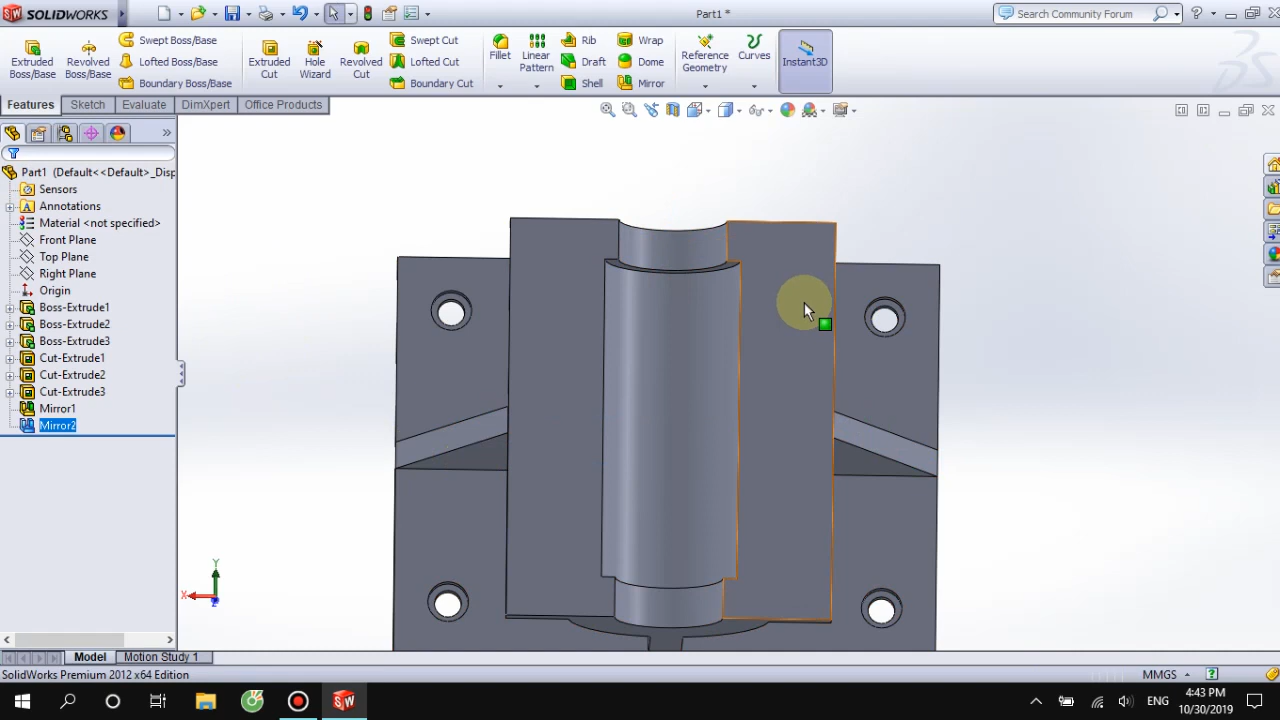 SOLIDWORKS
Part1 *
Search Community Forum
Extruded Boss/Base
Revolved Boss/Base
Swept Boss/Base
Lofted Boss/Base
Boundary Boss/Base
Extruded Cut
Hole Wizard
Revolved Cut
Swept Cut
Lofted Cut
Boundary Cut
Fillet
Linear Pattern
Rib
Draft
Shell
Wrap
Dome
Mirror
Reference Geometry
Curves
Instant3D
Features
Sketch
Evaluate
DimXpert
Office Products
Part1 (Default<<Default>_Disp
Sensors
Annotations
Material <not specified>
Front Plane
Top Plane
Right Plane
Origin
Boss-Extrude1
Boss-Extrude2
Boss-Extrude3
Cut-Extrude1
Cut-Extrude2
Cut-Extrude3
Mirror1
Mirror2
Y
X
Z
Model
Motion Study 1
SolidWorks Premium 2012 x64 Edition
MMGS
ENG
4:43 PM
10/30/2019